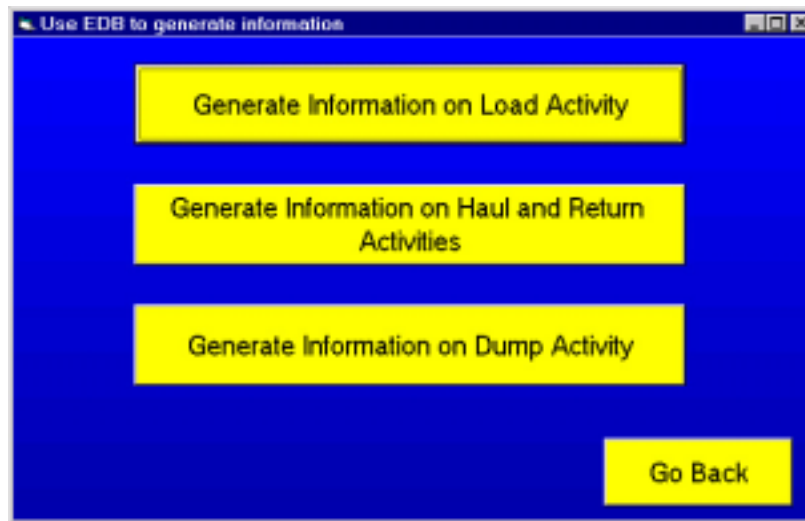 Use EDB to generate information
Generate Information on Load Activity
Generate Information on Haul and Return
Activities
Generate Information on Dump Activity
Go Back